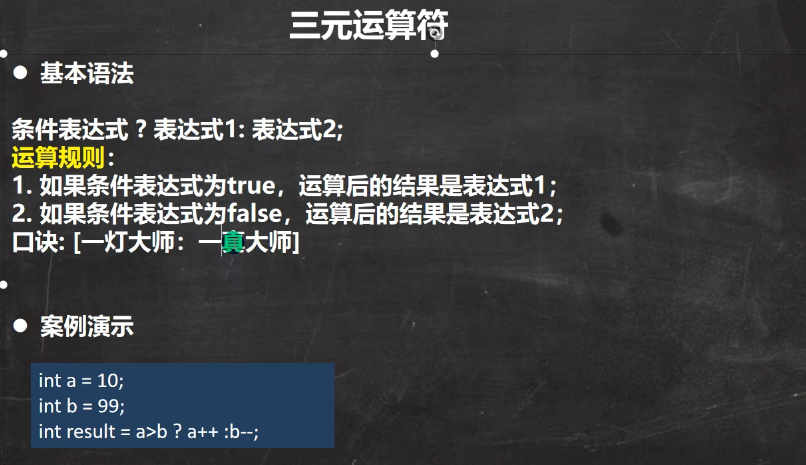 三元运算符
● 基本语法
条件表达式 ? 表达式1: 表达式2;
运算规则：
1. 如果条件表达式为true，运算后的结果是表达式1；
2. 如果条件表达式为false，运算后的结果是表达式2；
口诀: [一灯大师：一真大师]
● 案例演示
int a = 10;
int b = 99;
int result = a>b ? a++ :b--;